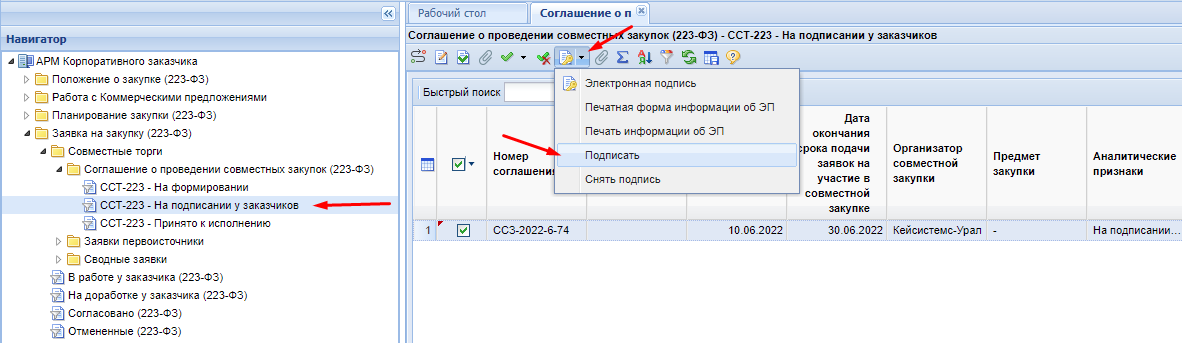 Рабочий стол
Соглашение о п
Навигатор
АРМ Корпоративного заказчика
Положение о закупке (223-ФЗ)
Работа с Коммерческими предложениями
Планирование закупки (223-ФЗ)
Заявка на закупку (223-ФЗ)
Совместные торги
Соглашение о проведении совместных закупок (223-ФЗ)
ССТ-223 - На формировании
ССТ-223 - На подписании у заказчиков
ССТ-223 - Принято к исполнению
Заявки первоисточники
Сводные заявки
В работе у заказчика (223-ФЗ)
На доработке у заказчика (223-ФЗ)
Согласовано (223-ФЗ)
Отмененные (223-ФЗ)
Соглашение о проведении совместных закупок (223-ФЗ) - ССТ-223 - На подписании у заказчиков
Быстрый поиск
Электронная подпись
Печатная форма информации об ЭП
Печать информации об ЭП
Подписать
Снять подпись
Номер
соглашения
Дата
окончания
срока подачи
заявок на
участие в
совместной
закупке
Организатор
совместной
закупки
Предмет
закупки
Аналитические
признаки
1
ССЗ-2022-6-74
10.06.2022
30.06.2022
Кейсистемс-Урал
-
На подписании...